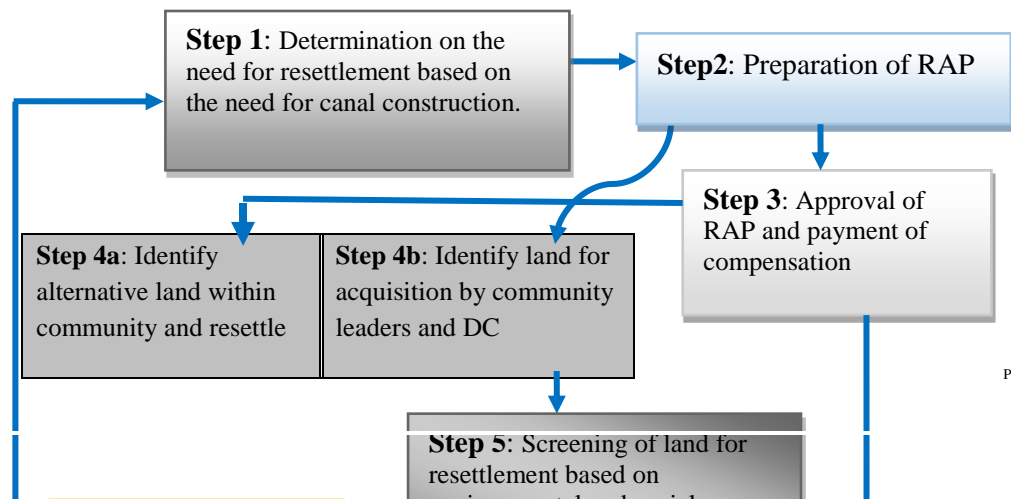 Step 1: Determination on the
need for resettlement based on
the need for canal construction.
Step2: Preparation of RAP
Step 3: Approval of
RAP and payment of
compensation
Step 4a: Identify
alternative land within
community and resettle
Step 4b: Identify land for
acquisition by community
leaders and DC
P
Step 5: Screening of land for
resettlement based on